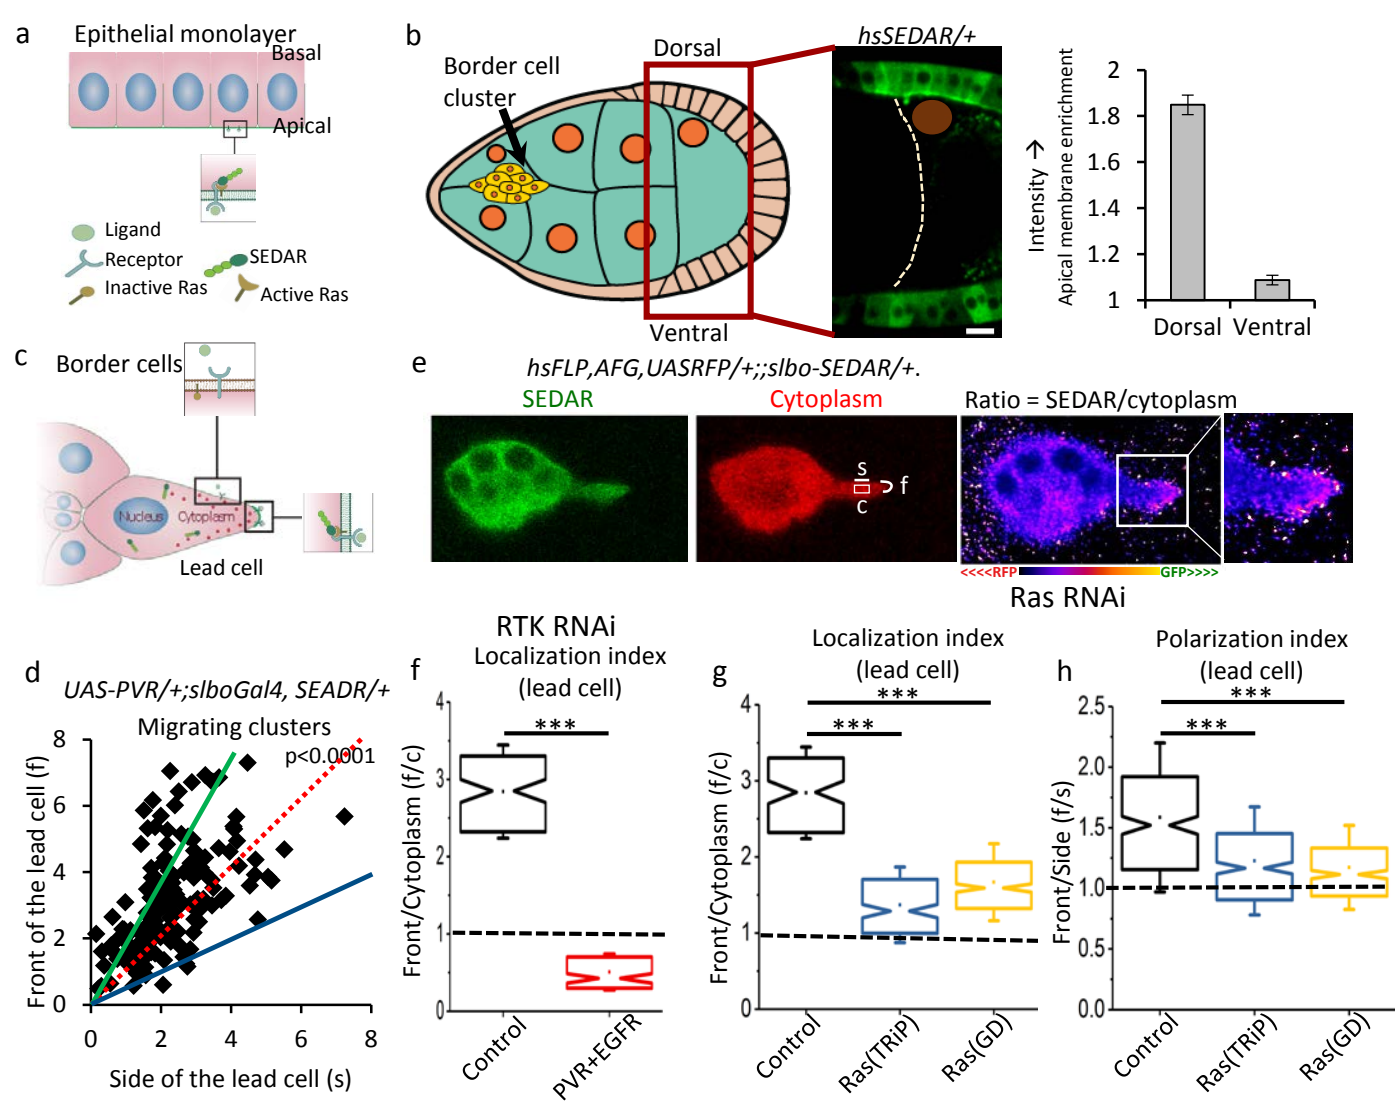 a
Epithelial monolayer
Basal
Apical
Ligand
Receptor
SEDAR
Inactive Ras
Active Ras
b
Dorsal
Border cell
cluster
Ventral
hsSEDAR/+
Intensity →
Apical membrane enrichment
2
1.8
1.6
1.4
1.2
1
Dorsal Ventral
c
Border cells
Nucleus
Cytoplasm
Lead cell
e
hsFLP,AFG,UASRFP/+;;slbo-SEDAR/+.
SEDAR
Cytoplasm
Ratio = SEDAR/cytoplasm
s
c
f
<<<<RFP
GFP>>>>
d
UAS-PVR/+;slboGal4, SEADR/+
Migrating clusters
p<0.0001
Front of the lead cell (f)
8
6
4
2
0
0 2 4 6 8
Side of the lead cell (s)
RTK RNAi
f
Localization index
(lead cell)
***
Front/Cytoplasm (f/c)
4
3
2
1
0
Control
PVR+EGFR
Ras RNAi
g
Localization index
(lead cell)
***
***
Front/Cytoplasm (f/c)
4
3
2
1
0
Control
Ras(TRiP)
Ras(GD)
h
Polarization index
(lead cell)
***
***
Front/Side (f/s)
2.5
2.0
1.5
1.0
0.5
0.0
Control
Ras(TRiP)
Ras(GD)